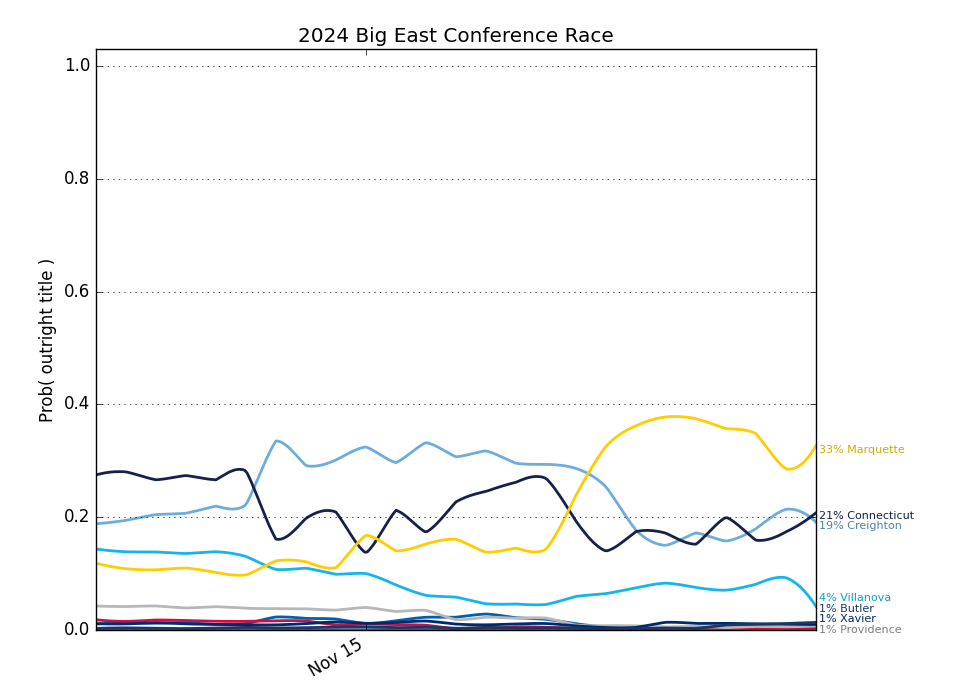 2024 Big East Conference Race
1.0
0.8
0.6
0.4
0.2
0.0
Prob( outright title )
Nov 15
33% Marquette
21% Connecticut
19% Creighton
4% Villanova
1% Butler
1% Xavier
1% Providence